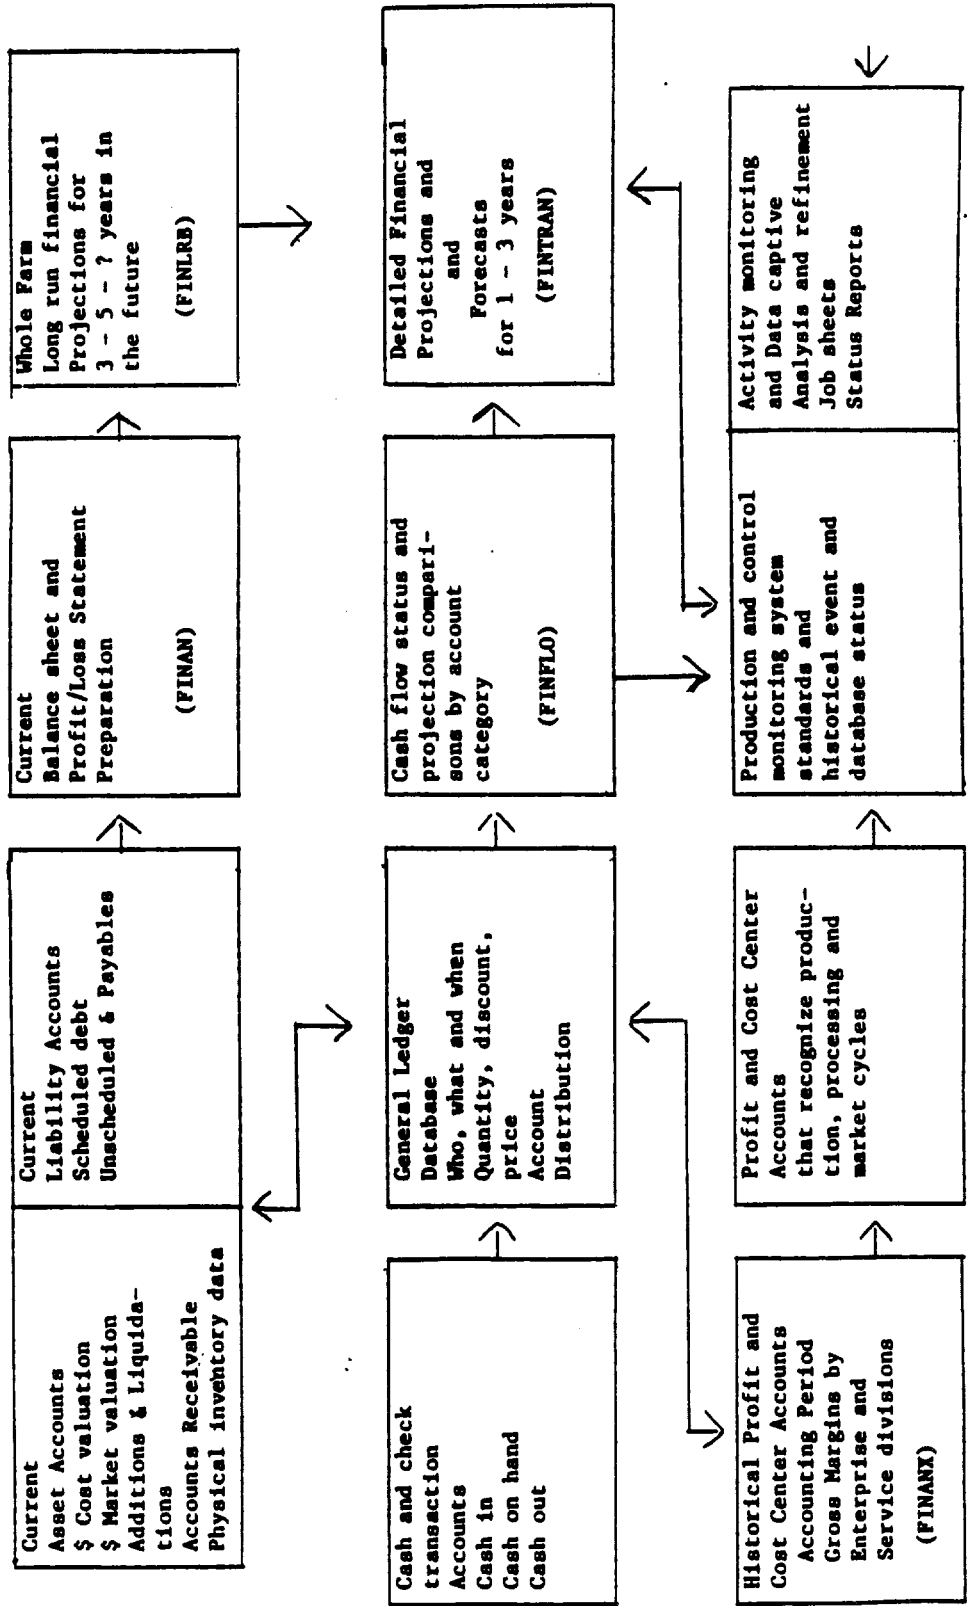 Current
Asset Accounts
$ Cost valuation
$ Market valuation
Additions & Liquida-
tions
Accounts Receivable
Physical inventory data
Current
Liability Accounts
Scheduled debt
Unscheduled & Payables
Current
Balance sheet and
Profit/Loss Statement
Preparation
(FINAN)
Whole Farm
Long run financial
Projections for
3 - 5 - ? years in
the future
(FINLRB)
Cash and check
transaction
Accounts
Cash in
Cash on hand
Cash out
General Ledger
Database
Who, what and when
Quantity, discount,
price
Account
Distribution
Cash flow status and
projection compari-
sons by account
category
(FINFLO)
Detailed Financial
Projections and
and
Forecasts
for 1 - 3 years
(FINTRAN)
Historical Profit and
Cost Center Accounts
Accounting Period
Gross Margins by
Enterprise and
Service divisions
(FINANX)
Profit and Cost Center
Accounts
that recognize produc-
tion, processing and
market cycles
Production and control
monitoring system
standards and
historical event and
database status
Activity monitoring
and Data captive
Analysis and refinement
Job sheets
Status Reports